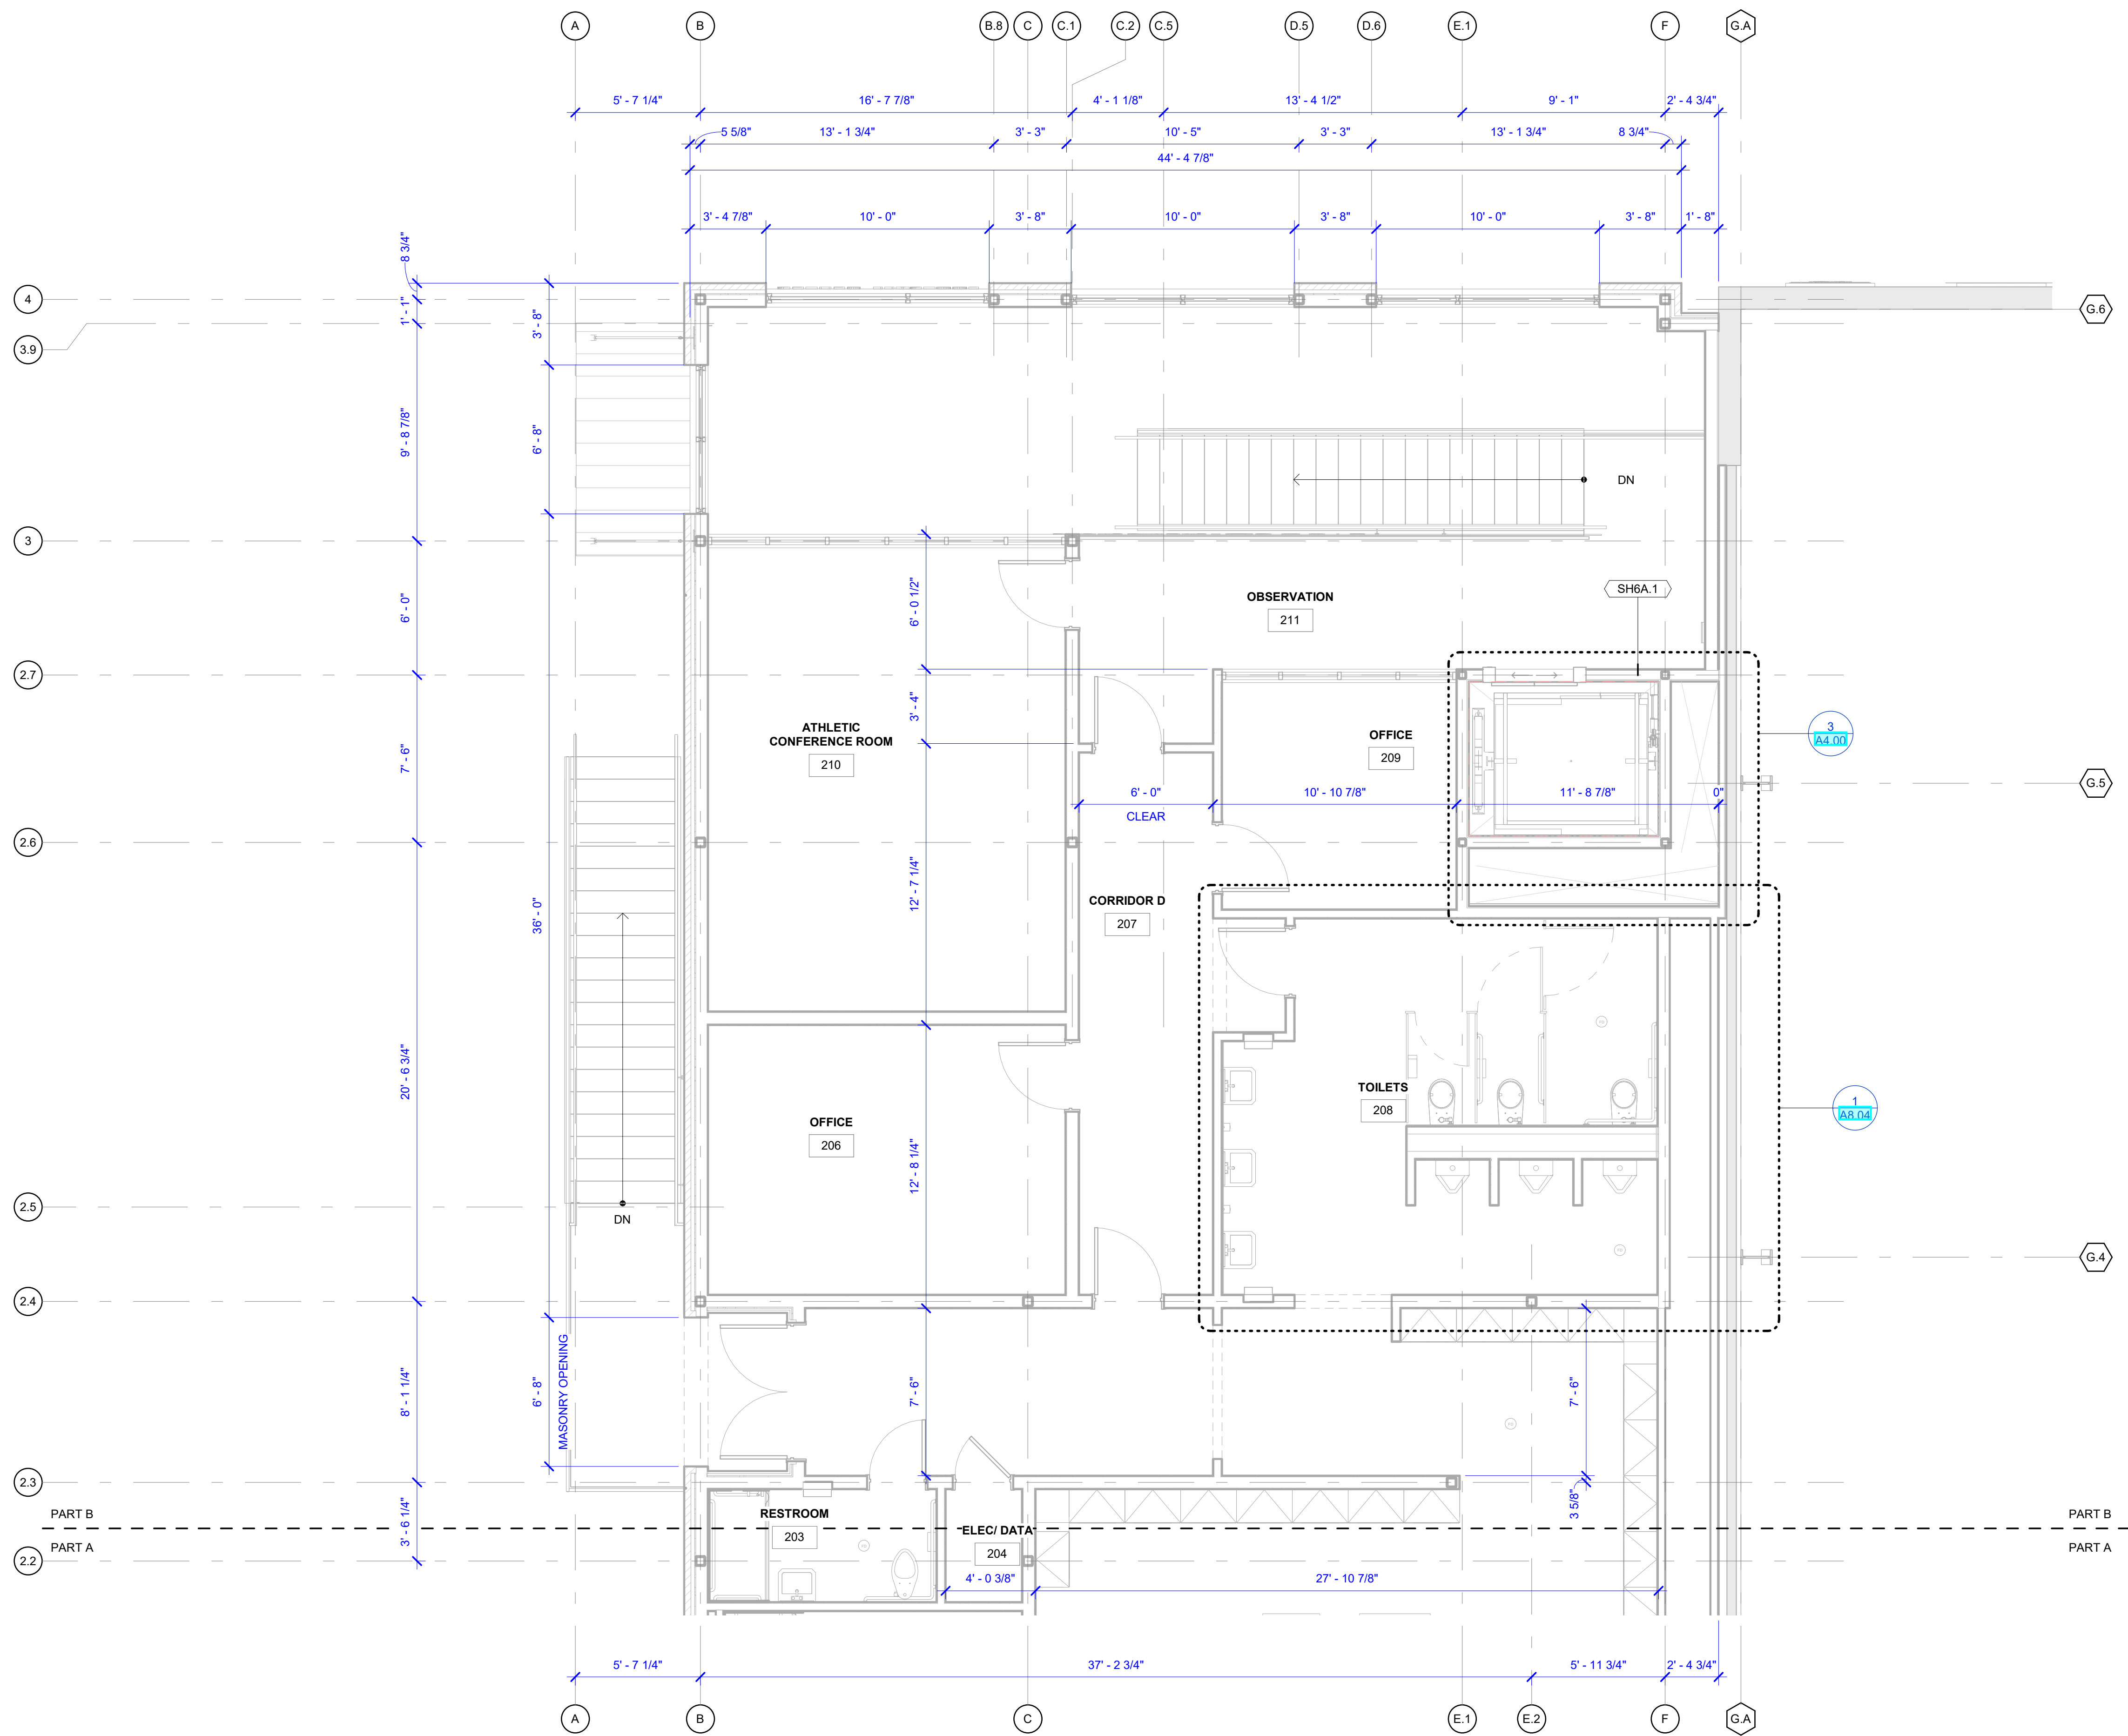 A
B
B.8
C
C.1
C.2
C.5
D.5
D.6
E.1
F
G.A
5' - 7 1/4"
16' - 7 7/8"
4' - 1 1/8"
13' - 4 1/2"
9' - 1"
2' - 4 3/4"
5 5/8"
13' - 1 3/4"
3' - 3"
10' - 5"
3' - 3"
13' - 1 3/4"
8 3/4"
44' - 4 7/8"
3' - 4 7/8"
10' - 0"
3' - 8"
10' - 0"
3' - 8"
10' - 0"
3' - 8"
1' - 8"
8 3/4"
4
1' - 1"
3' - 8"
G.6
3.9
9' - 8 7/8"
6' - 8"
DN
3
6' - 0"
6' - 0 1/2"
OBSERVATION
211
SH6A.1
2.7
3' - 4"
ATHLETIC
CONFERENCE ROOM
210
OFFICE
209
3
A4.00
7' - 6"
G.5
6' - 0"
CLEAR
10' - 10 7/8"
11' - 8 7/8"
0"
2.6
36' - 0"
12' - 7 1/4"
CORRIDOR D
207
20' - 6 3/4"
TOILETS
208
1
A8.04
OFFICE
206
12' - 8 1/4"
2.5
DN
G.4
2.4
8' - 1 1/4"
6' - 8"
MASONRY OPENING
7' - 6"
7' - 6"
2.3
3 5/8"
PART B
RESTROOM
203
ELEC/ DATA
204
PART B
3' - 6 1/4"
PART A
PART A
2.2
4' - 0 3/8"
27' - 10 7/8"
5' - 7 1/4"
37' - 2 3/4"
5' - 11 3/4"
2' - 4 3/4"
A
B
C
E.1
E.2
F
G.A